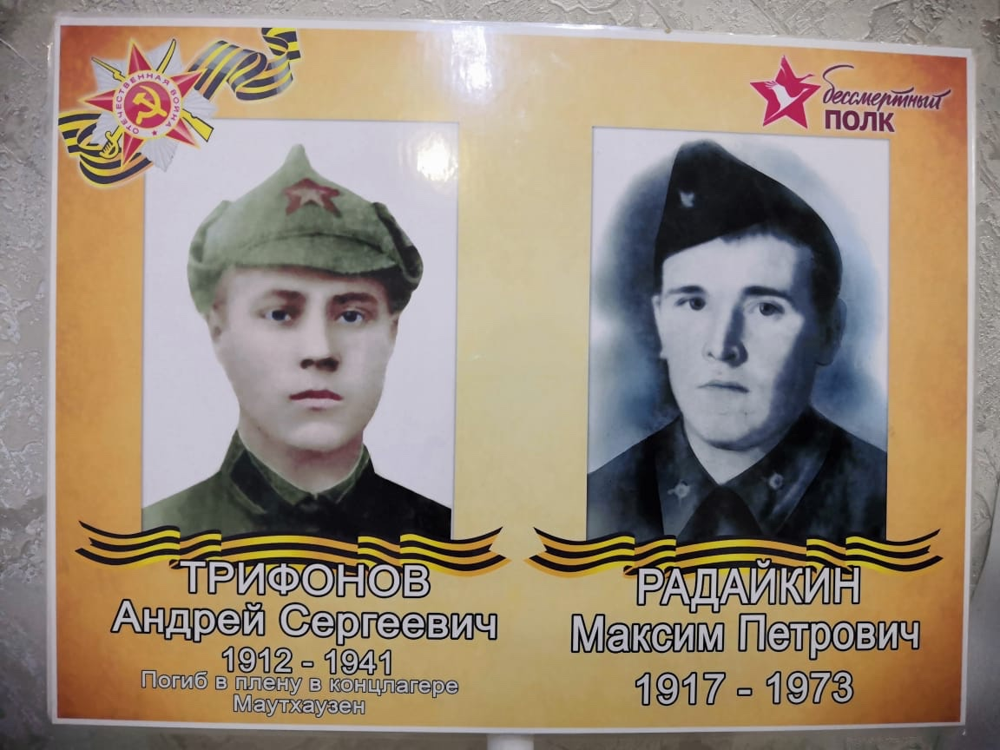 ОТЕЧЕСТВЕННАЯ ВОЙНА
бессмертный
ПОЛК
ТРИФОНОВ
Андрей Сергеевич
1912 - 1941
Погиб в плену в концлагере
Маутхаузен
РАДАЙКИН
Максим Петрович
1917 - 1973